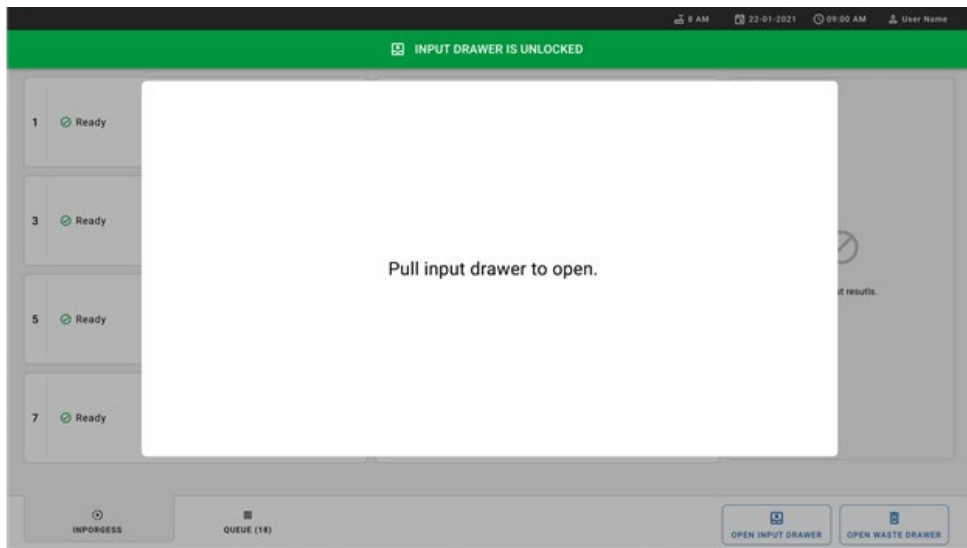 8 AM 22-01-2021 09:00 AM User Name
INPUT DRAWER IS UNLOCKED
1 Ready
3 Ready
Pull input drawer to open.
t resutls.
5 Ready
7 Ready
INPORGESS
QUEUE (18)
OPEN INPUT DRAWER
OPEN WASTE DRAWER